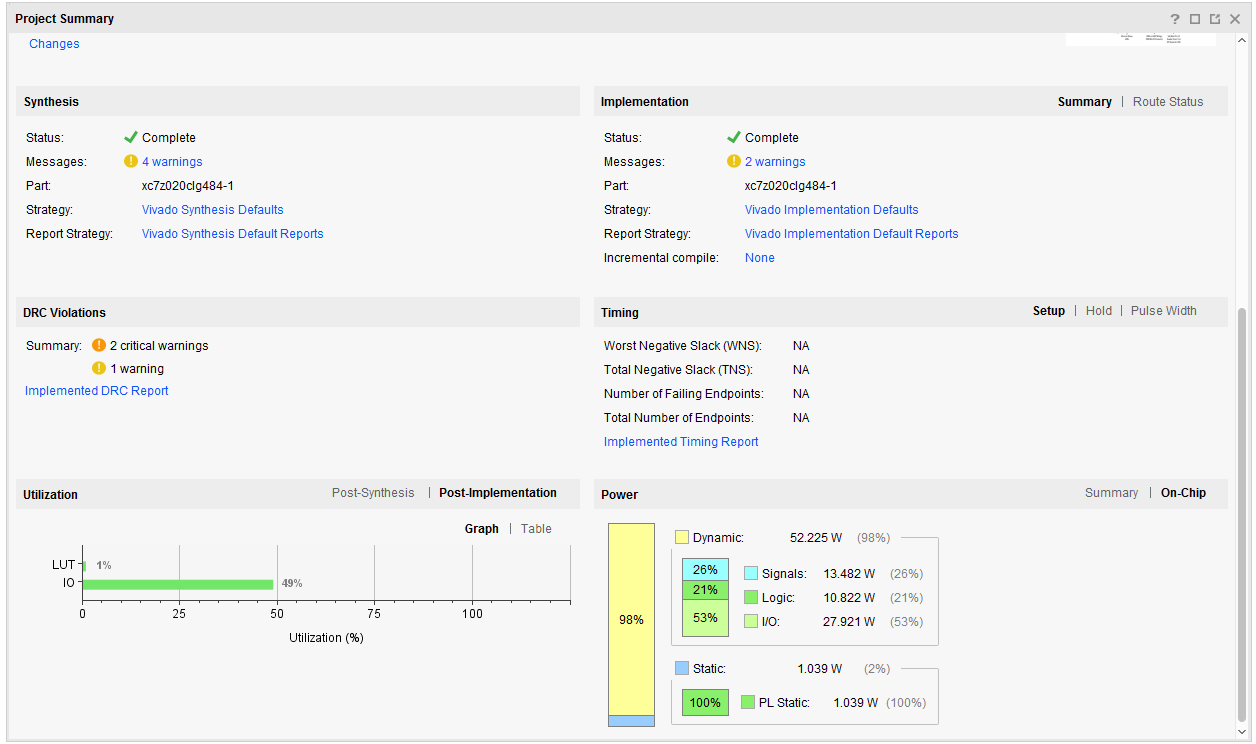 Project Summary
Changes
Synthesis
Status: Complete
Messages: 4 warnings
Part: xc7z020clg484-1
Strategy: Vivado Synthesis Defaults
Report Strategy: Vivado Synthesis Default Reports
Implementation Summary | Route Status
Status: Complete
Messages: 2 warnings
Part: xc7z020clg484-1
Strategy: Vivado Implementation Defaults
Report Strategy: Vivado Implementation Default Reports
Incremental compile: None
DRC Violations
Summary: 2 critical warnings
1 warning
Implemented DRC Report
Timing Setup | Hold | Pulse Width
Worst Negative Slack (WNS): NA
Total Negative Slack (TNS): NA
Number of Failing Endpoints: NA
Total Number of Endpoints: NA
Implemented Timing Report
Utilization Post-Synthesis | Post-Implementation
Graph | Table
LUT 1%
IO 49%
0 25 50 75 100
Utilization (%)
Power Summary | On-Chip
98%
Dynamic: 52.225 W (98%)
26% Signals: 13.482 W (26%)
21% Logic: 10.822 W (21%)
53% I/O: 27.921 W (53%)
Static: 1.039 W (2%)
100% PL Static: 1.039 W (100%)